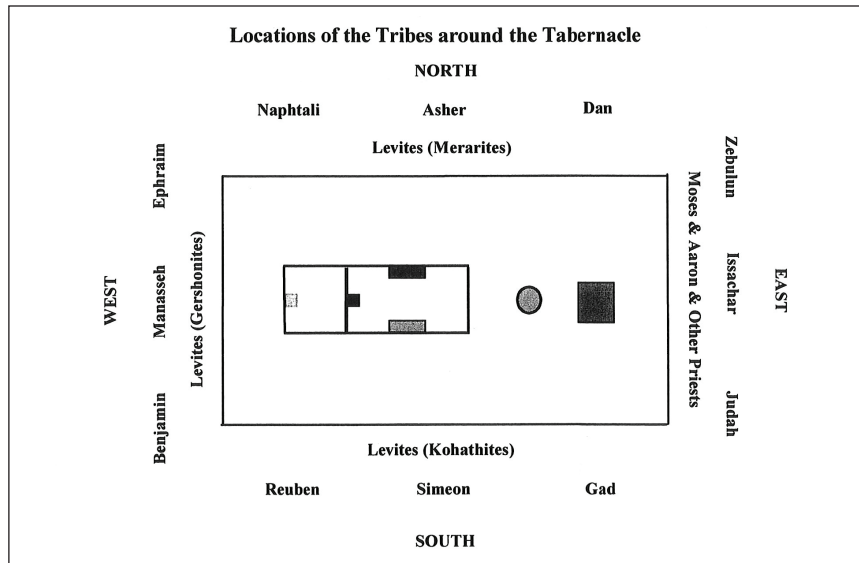 Locations of the Tribes around the Tabernacle
NORTH
Naphtali Asher Dan
Levites (Merarites)
WEST
Ephraim
Manasseh
Benjamin
Levites (Gershonites)
Moses & Aaron & Other Priests
Zebulun
Issachar
Judah
EAST
Levites (Kohathites)
Reuben Simeon Gad
SOUTH